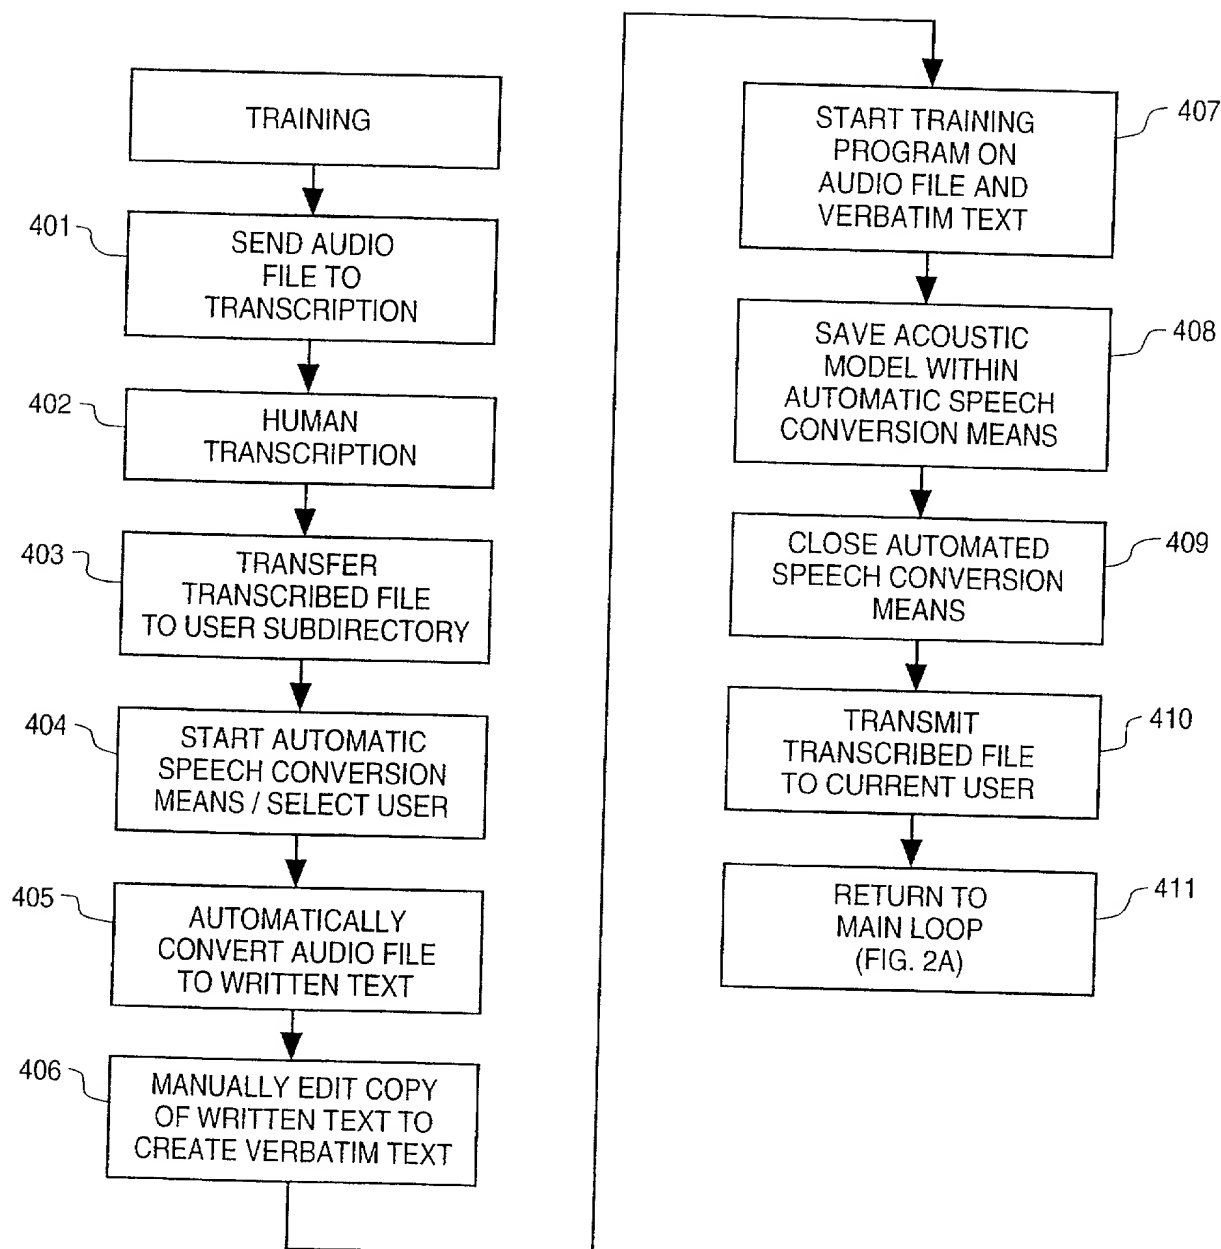 TRAINING
401
SEND AUDIO
FILE TO
TRANSCRIPTION
402
HUMAN
TRANSCRIPTION
403
TRANSFER
TRANSCRIBED FILE
TO USER SUBDIRECTORY
404
START AUTOMATIC
SPEECH CONVERSION
MEANS / SELECT USER
405
AUTOMATICALLY
CONVERT AUDIO FILE
TO WRITTEN TEXT
406
MANUALLY EDIT COPY
OF WRITTEN TEXT TO
CREATE VERBATIM TEXT
407
START TRAINING
PROGRAM ON
AUDIO FILE AND
VERBATIM TEXT
408
SAVE ACOUSTIC
MODEL WITHIN
AUTOMATIC SPEECH
CONVERSION MEANS
409
CLOSE AUTOMATED
SPEECH CONVERSION
MEANS
410
TRANSMIT
TRANSCRIBED FILE
TO CURRENT USER
411
RETURN TO
MAIN LOOP
(FIG. 2A)